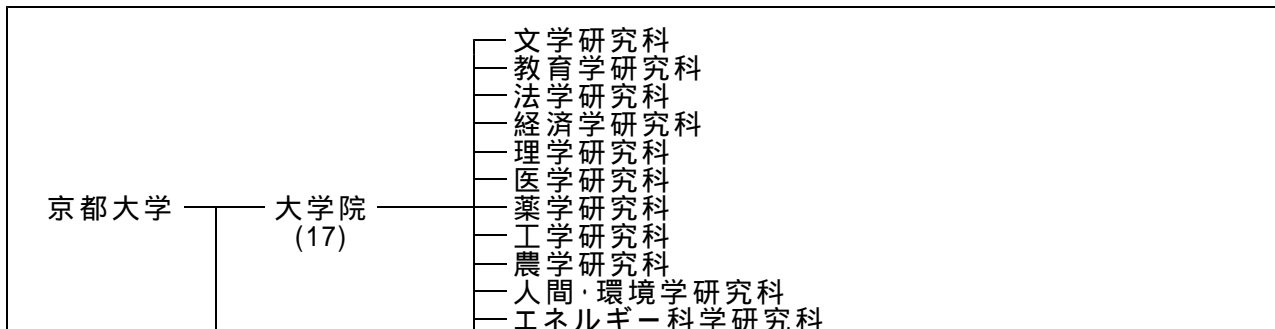 文学研究科
教育学研究科
法学研究科
経済学研究科
理学研究科
医学研究科
京都大学 大学院 薬学研究科
(17) 工学研究科
農学研究科
人間・環境学研究科
エネルギー科学研究科